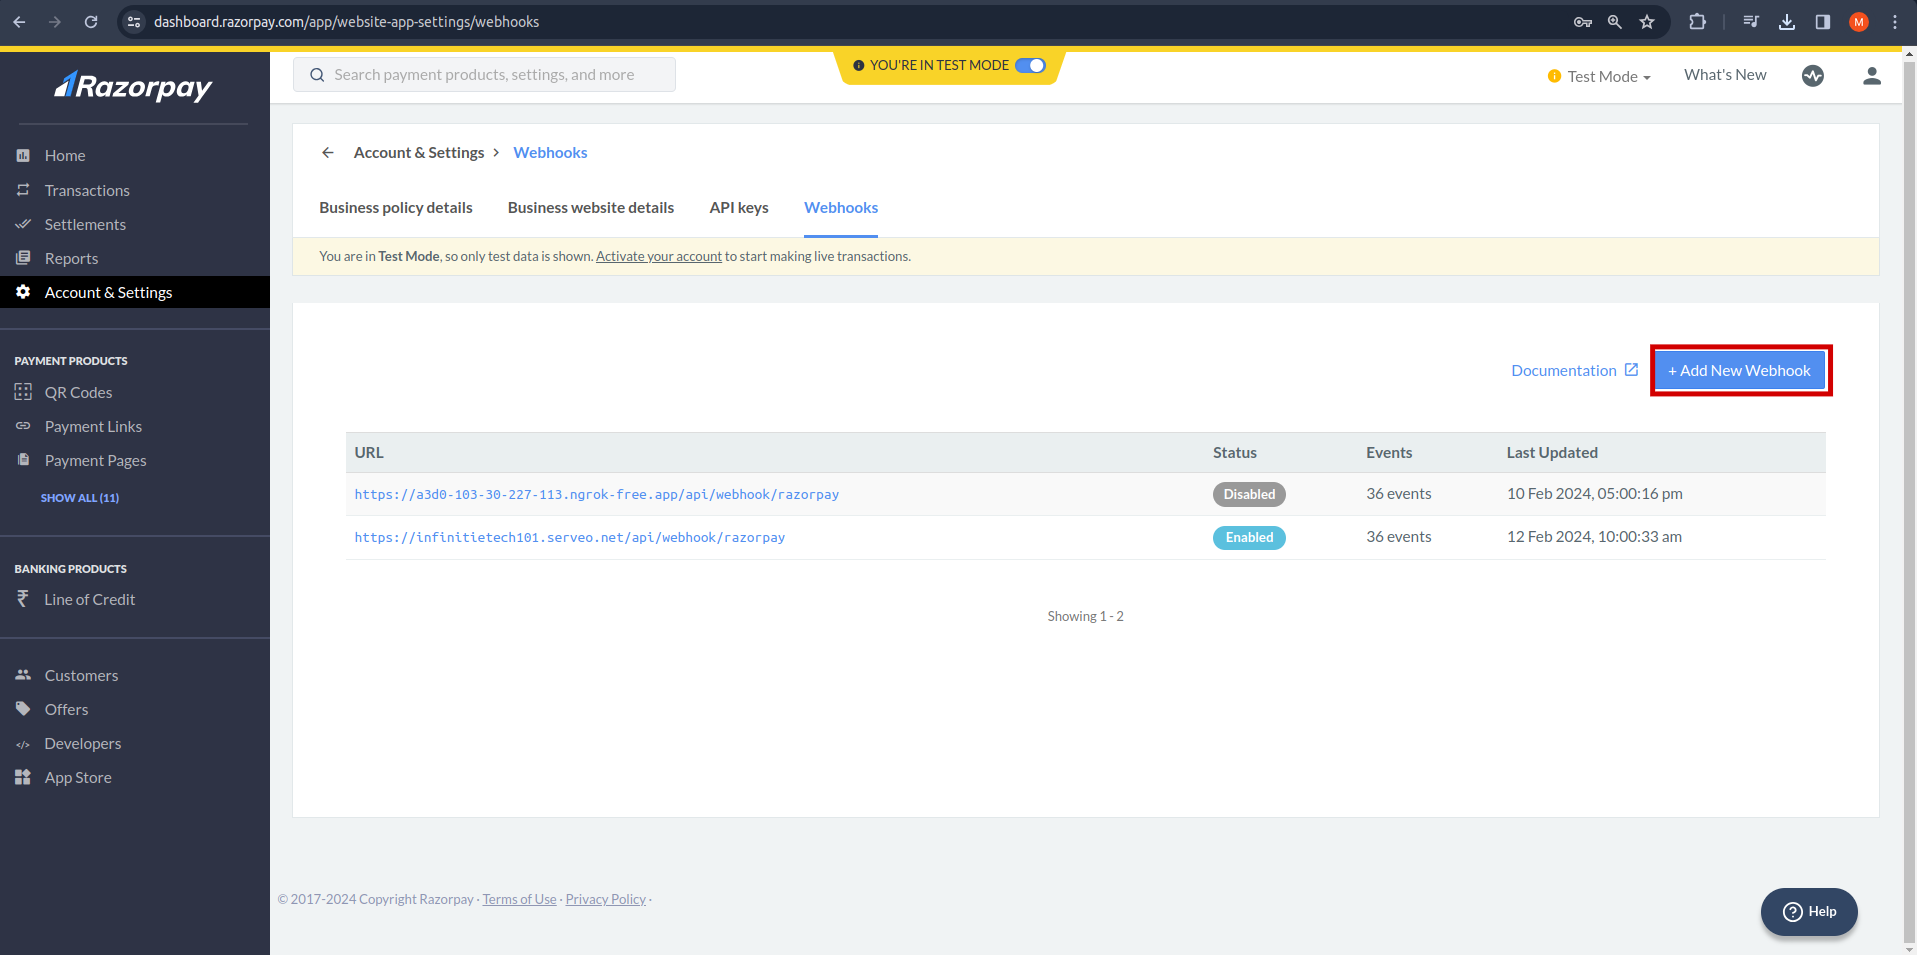 dashboard.razorpay.com/app/website-app-settings/webhooks
M
Razorpay
Search payment products, settings, and more
YOU'RE IN TEST MODE
Test Mode
What's New
Home
Transactions
Settlements
Reports
Account & Settings
PAYMENT PRODUCTS
QR Codes
Payment Links
Payment Pages
SHOW ALL (11)
BANKING PRODUCTS
₹ Line of Credit
Customers
Offers
Developers
App Store
Account & Settings > Webhooks
Business policy details Business website details API keys Webhooks
You are in Test Mode, so only test data is shown. Activate your account to start making live transactions.
Documentation + Add New Webhook
URL Status Events Last Updated
https://a3d0-103-30-227-113.ngrok-free.app/api/webhook/razorpay Disabled 36 events 10 Feb 2024, 05:00:16 pm
https://infinitietech101.serveo.net/api/webhook/razorpay Enabled 36 events 12 Feb 2024, 10:00:33 am
Showing 1 - 2
© 2017-2024 Copyright Razorpay · Terms of Use · Privacy Policy ·
? Help